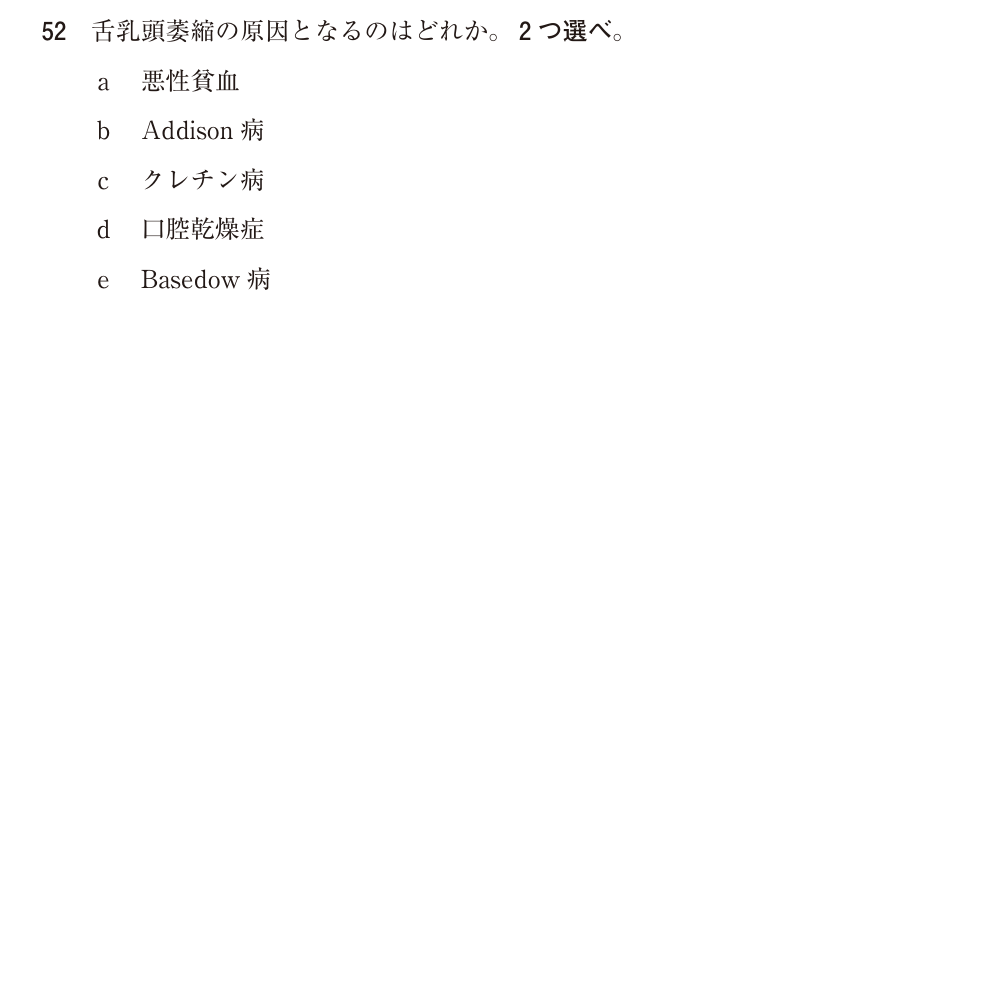 52 舌乳頭萎縮の原因となるのはどれか。2つ選べ。
a 悪性貧血
b Addison 病
c クレチン病
d 口腔乾燥症
e Basedow 病